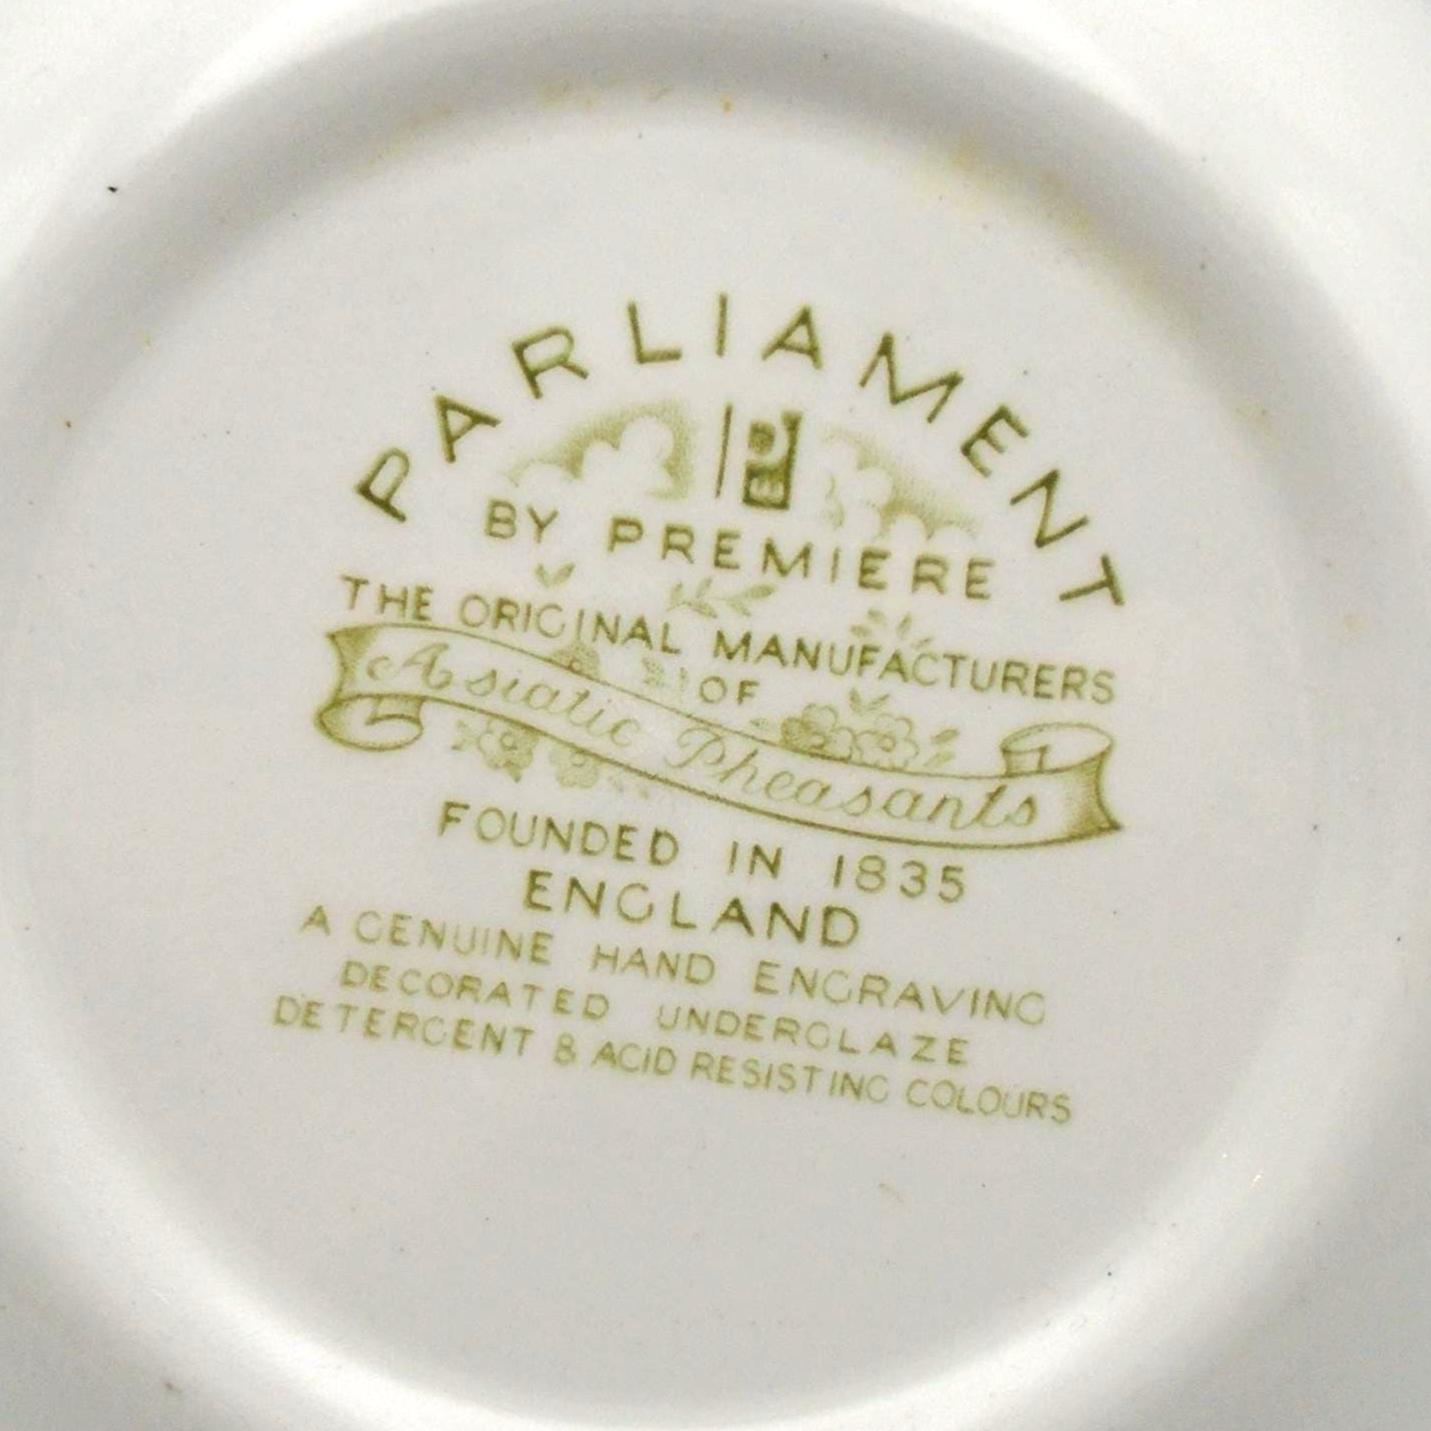 PARLIAMENT
BY PREMIERE
THE ORIGINAL MANUFACTURERS
OF
Asiatic Pheasants
FOUNDED IN 1835
ENGLAND
A GENUINE HAND ENGRAVING
DECORATED UNDERGLAZE
DETERGENT & ACID RESISTING COLOURS